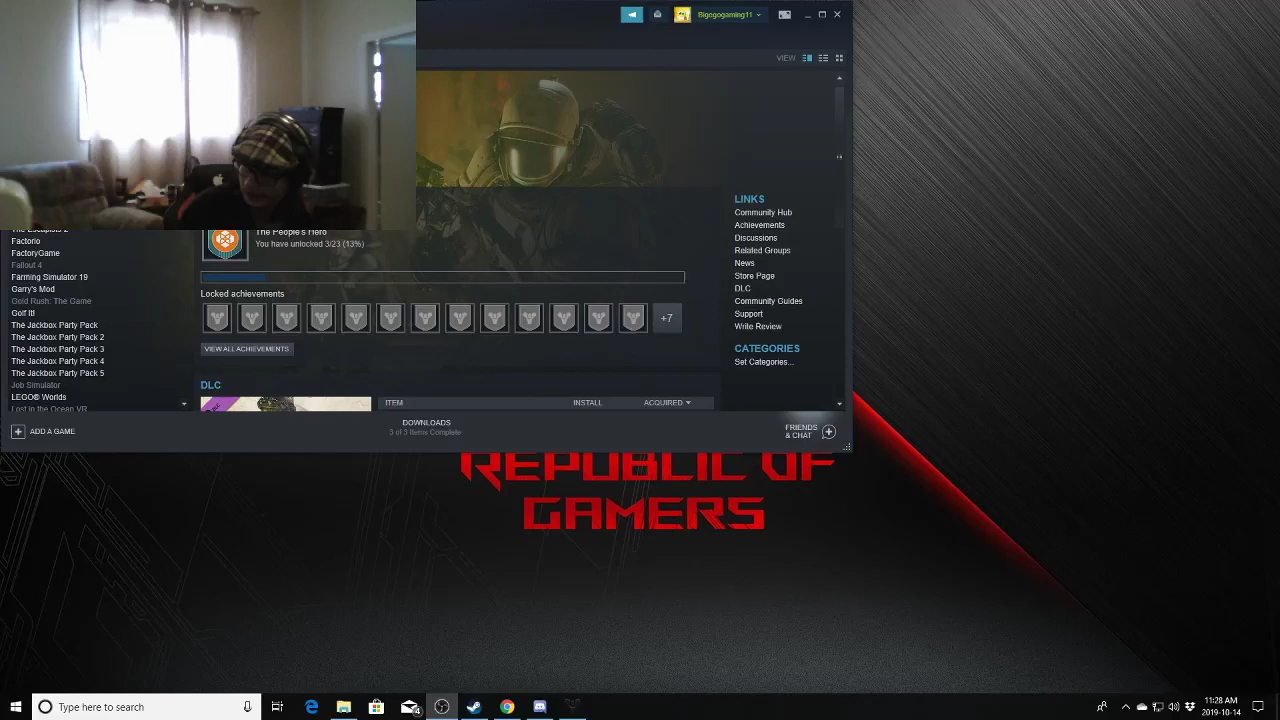 Bigogogaming11
VIEW
LINKS
Community Hub
Achievements
Discussions
Related Groups
News
Store Page
DLC
Community Guides
Support
Write Review
CATEGORIES
Set Categories...
The People's Hero
You have unlocked 3/23 (13%)
Locked achievements
+7
VIEW ALL ACHIEVEMENTS
DLC
ITEM INSTALL ACQUIRED
The Escapists 2
Factorio
FactoryGame
Fallout 4
Farming Simulator 19
Garry's Mod
Gold Rush: The Game
Golf It!
The Jackbox Party Pack
The Jackbox Party Pack 2
The Jackbox Party Pack 3
The Jackbox Party Pack 4
The Jackbox Party Pack 5
Job Simulator
LEGO® Worlds
Lost in the Ocean VR
ADD A GAME
DOWNLOADS
3 of 3 Items Complete
FRIENDS
& CHAT
REPUBLIC OF
GAMERS
Type here to search
4
11:28 AM
2019-10-14